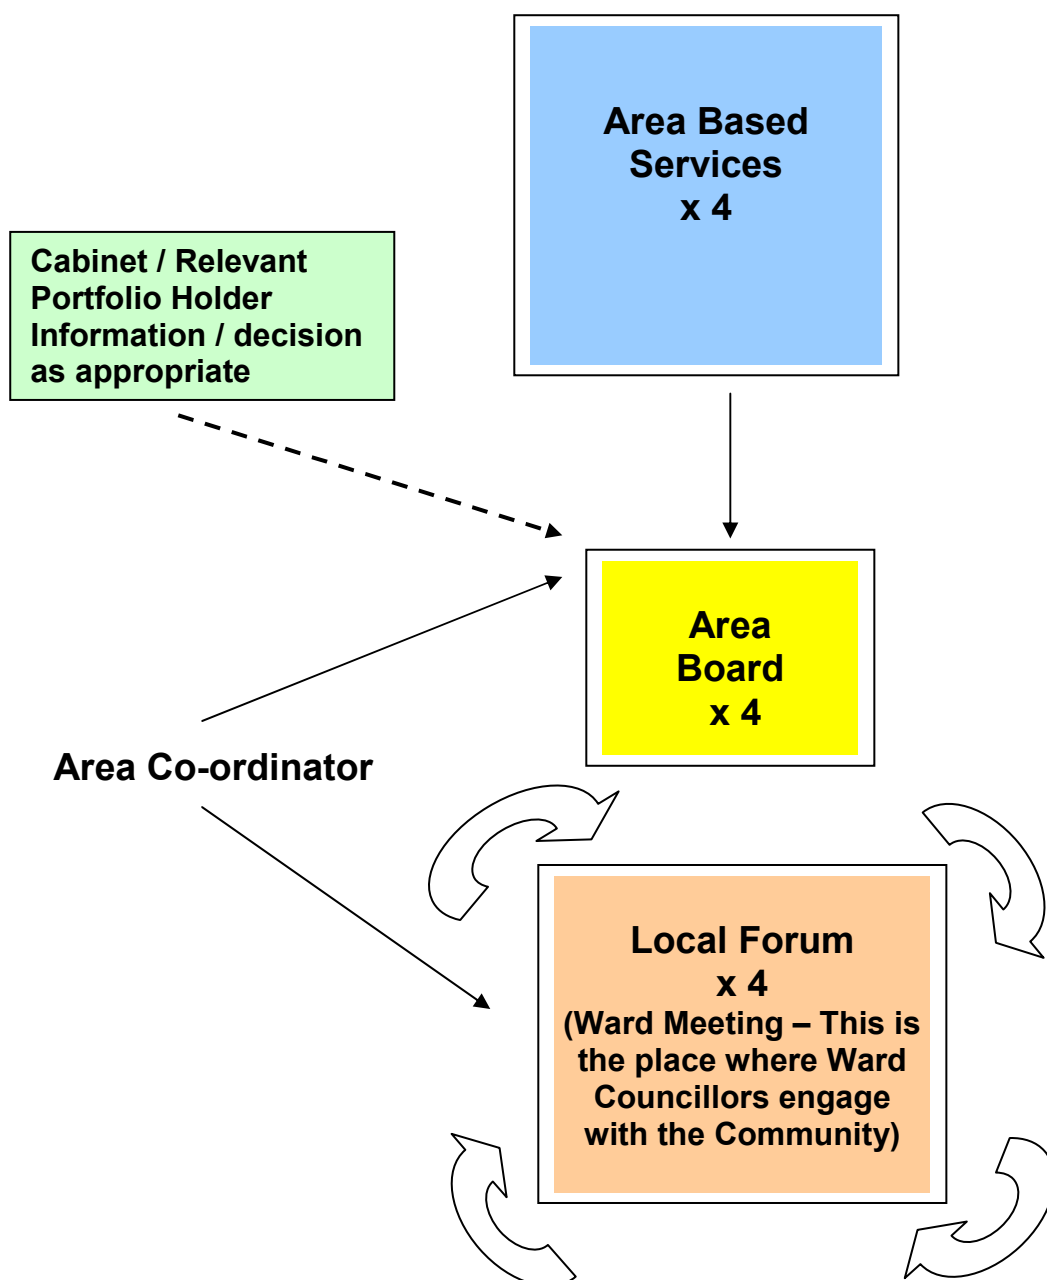 Area Based
Services
x 4
Cabinet / Relevant
Portfolio Holder
Information / decision
as appropriate
Area
Board
x 4
Area Co-ordinator
Local Forum
x 4
(Ward Meeting – This is
the place where Ward
Councillors engage
with the Community)